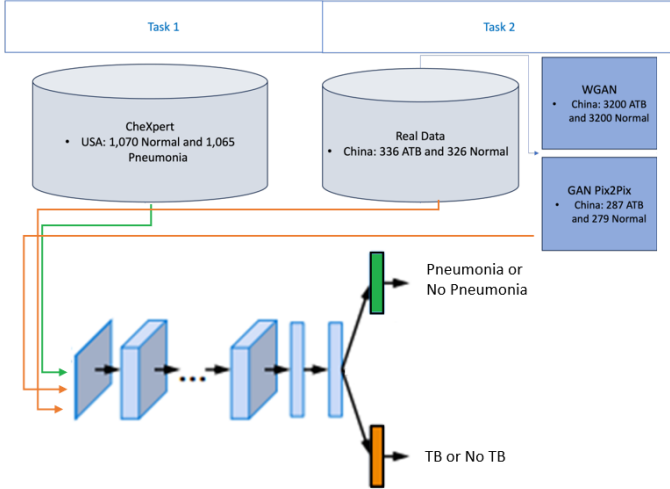 Task 1
Task 2
CheXpert
• USA: 1,070 Normal and 1,065
Pneumonia
Real Data
• China: 336 ATB and 326 Normal
WGAN
• China: 3200 ATB
and 3200 Normal
GAN Pix2Pix
• China: 287 ATB
and 279 Normal
Pneumonia or
No Pneumonia
...
TB or No TB